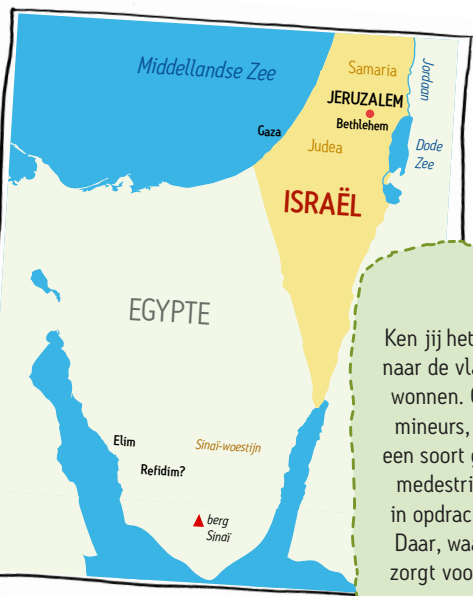 Middellandse Zee
Samaria
Jordaan
JERUZALEM
Gaza
Bethlehem
Judea
Dode
Zee
ISRAËL
EGYPTE
Elim
Sinaï-woestijn
Refidim?
berg
Sinaï
Ken jij het
naar de vla
wonnen.
mineurs,
een soort
medestri
in opdrac
Daar, waa
zorgt voo